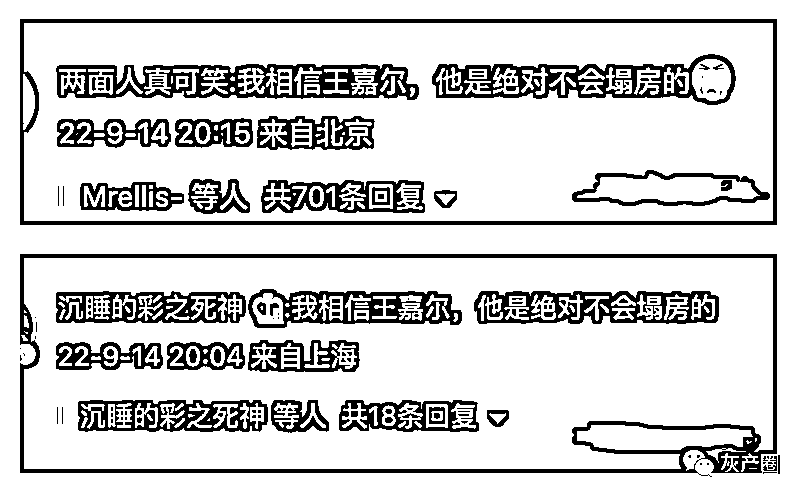 两面人真可笑:我相信王嘉尔，他是绝对不会塌房的
22-9-14 20:15 来自北京
Mrellis- 等人 共701条回复
沉睡的彩之死神 :我相信王嘉尔，他是绝对不会塌房的
22-9-14 20:04 来自上海
沉睡的彩之死神 等人 共18条回复
灰产圈